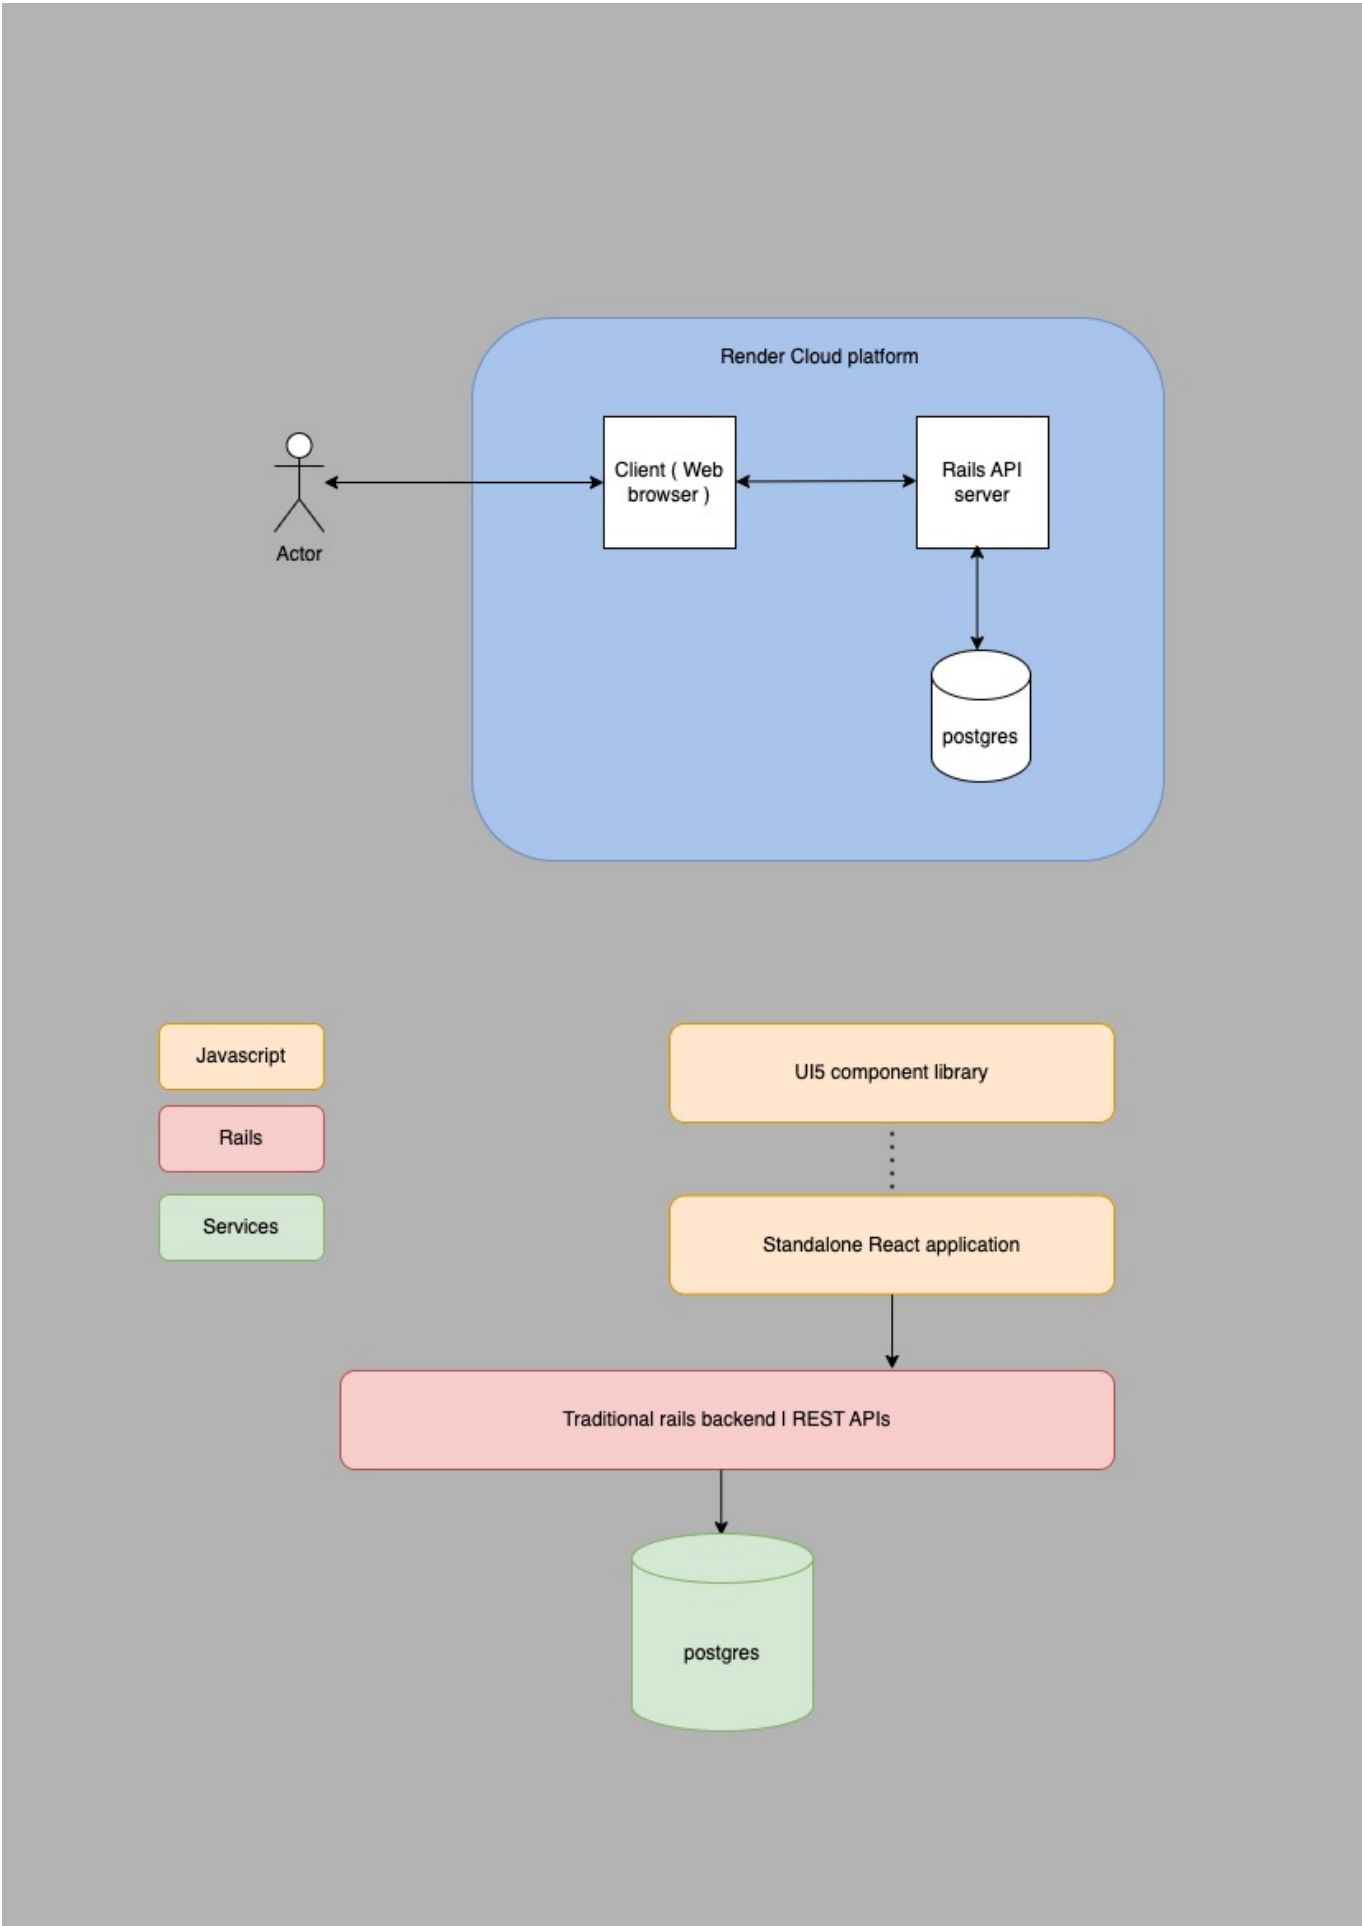 Render Cloud platform
Client ( Web
browser )
Rails API
server
Actor
postgres
Javascript
Rails
Services
UI5 component library
Standalone React application
Traditional rails backend | REST APIs
postgres